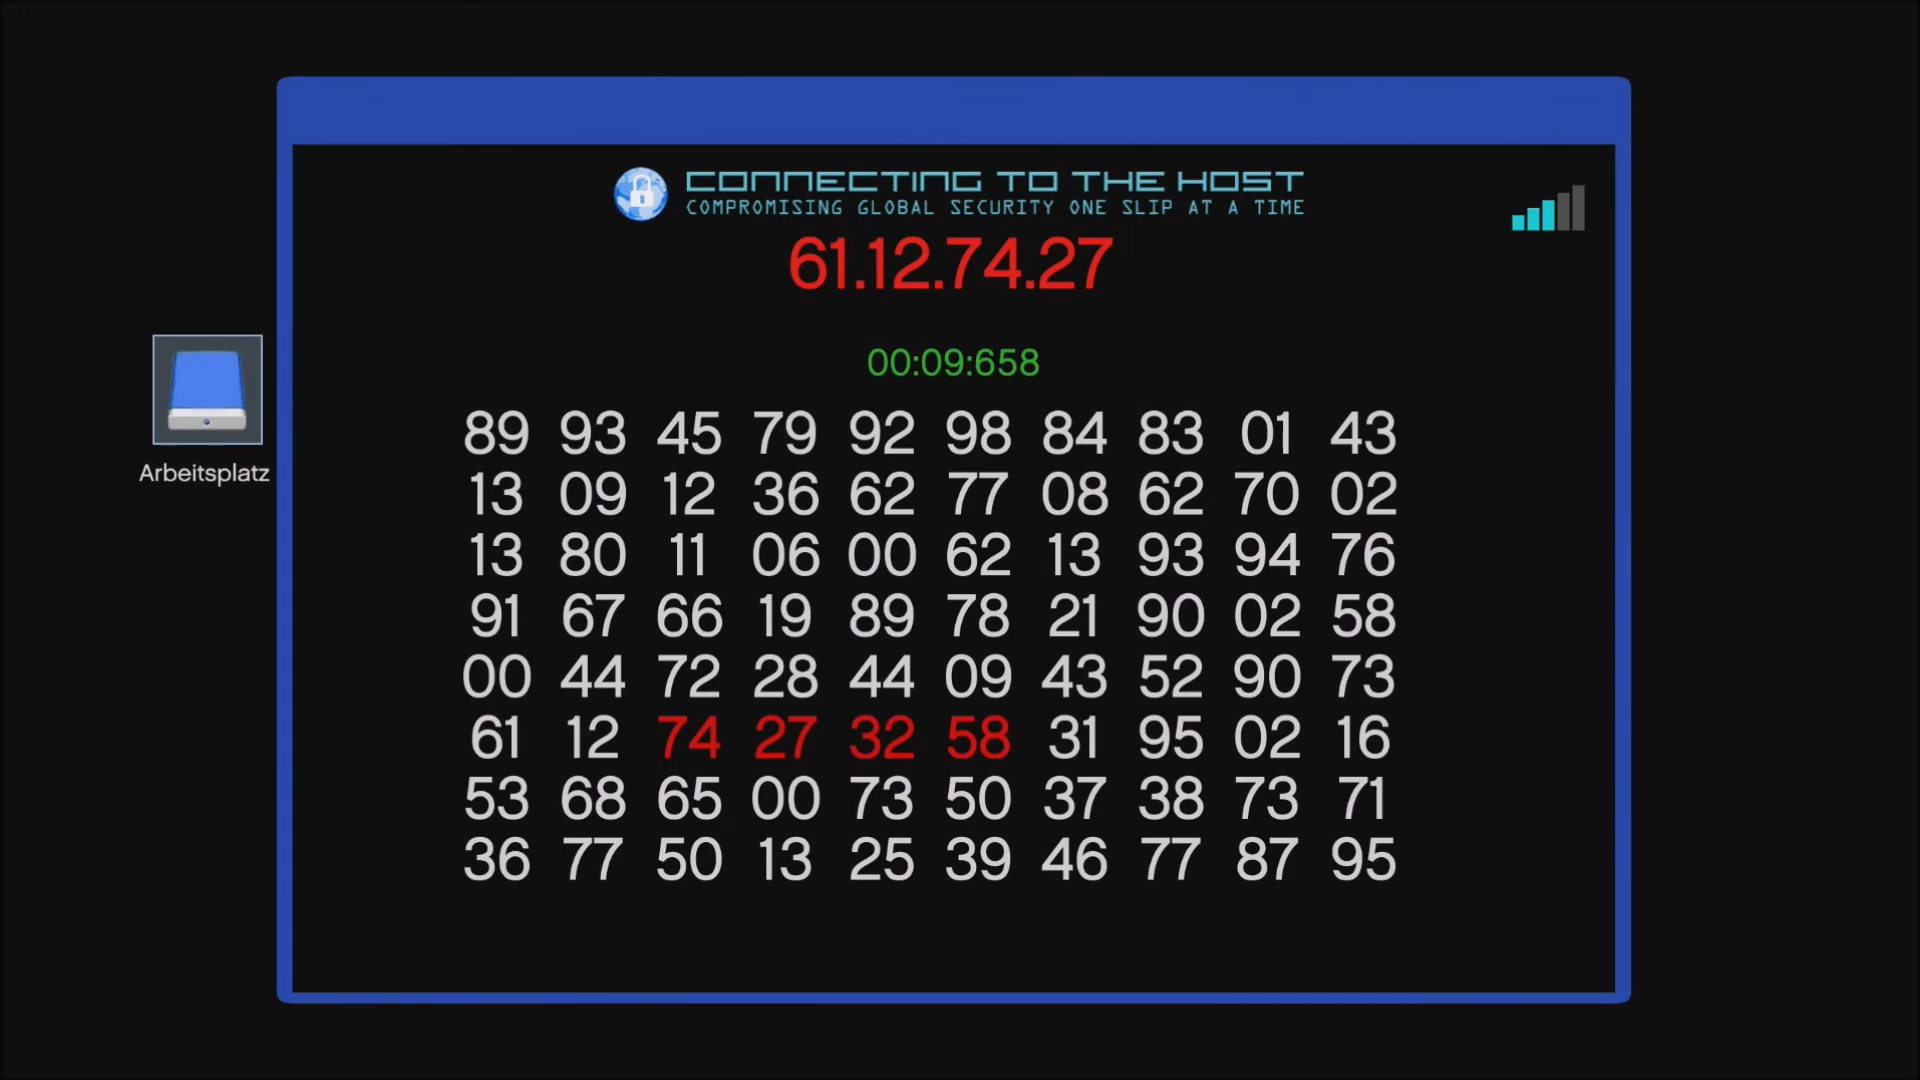 CONNECTING TO THE HOST
COMPROMISING GLOBAL SECURITY ONE SLIP AT A TIME
61.12.74.27
00:09:658
89 93 45 79 92 98 84 83 01 43
13 09 12 36 62 77 08 62 70 02
13 80 11 06 00 62 13 93 94 76
91 67 66 19 89 78 21 90 02 58
00 44 72 28 44 09 43 52 90 73
61 12 74 27 32 58 31 95 02 16
53 68 65 00 73 50 37 38 73 71
36 77 50 13 25 39 46 77 87 95
Arbeitsplatz